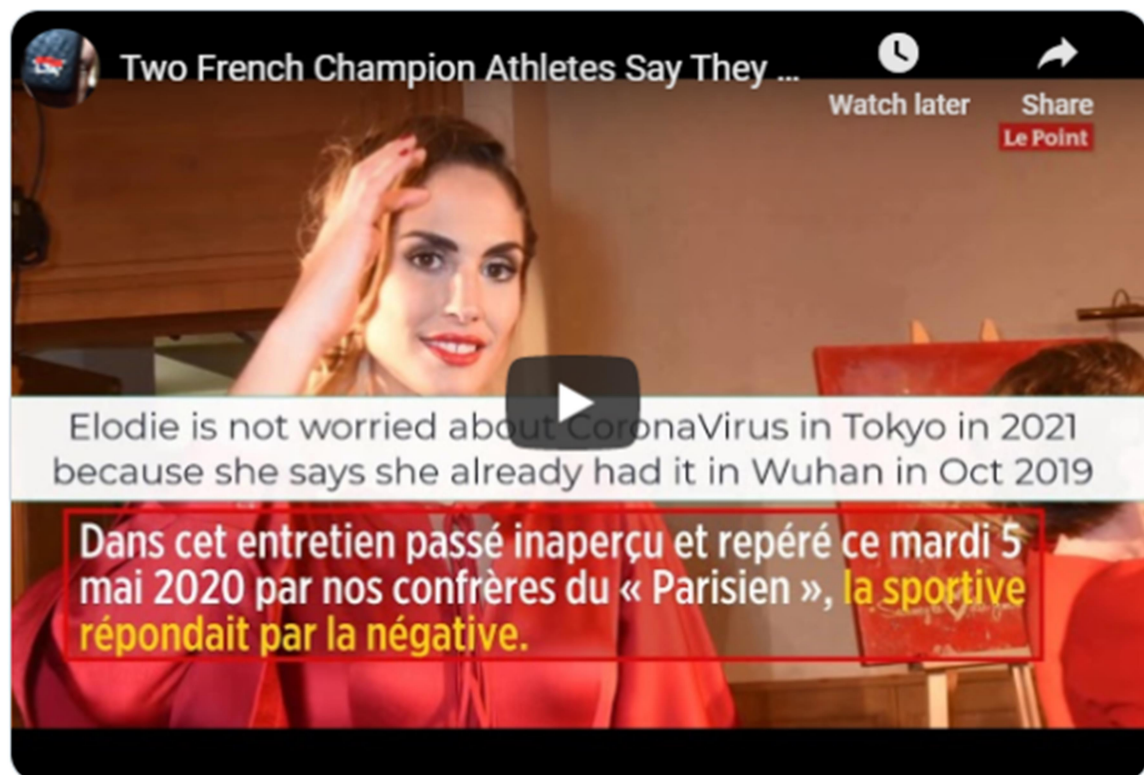 Two French Champion Athletes Say They ...
Watch later
Share
Le Point
Elodie is not worried about CoronaVirus in Tokyo in 2021
because she says she already had it in Wuhan in Oct 2019
Dans cet entretien passé inaperçu et repéré ce mardi 5
mai 2020 par nos confrères du « Parisien », la sportive
répondait par la négative.